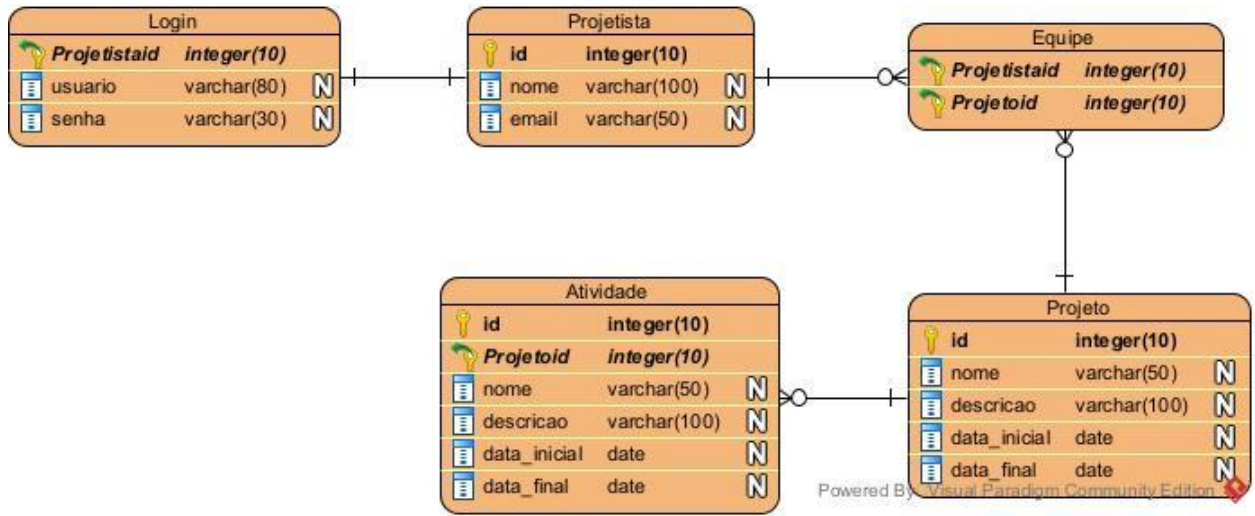 Login
Projetistaid integer(10)
usuario varchar(80) N
senha varchar(30) N
Projetista
id integer(10)
nome varchar(100) N
email varchar(50) N
Equipe
Projetistaid integer(10)
Projetoid integer(10)
Atividade
id integer(10)
Projetoid integer(10)
nome varchar(50) N
descricao varchar(100) N
data_inicial date N
data_final date N
Projeto
id integer(10)
nome varchar(50) N
descricao varchar(100) N
data_inicial date N
data_final date N
Powered By Visual Paradigm Community Edition